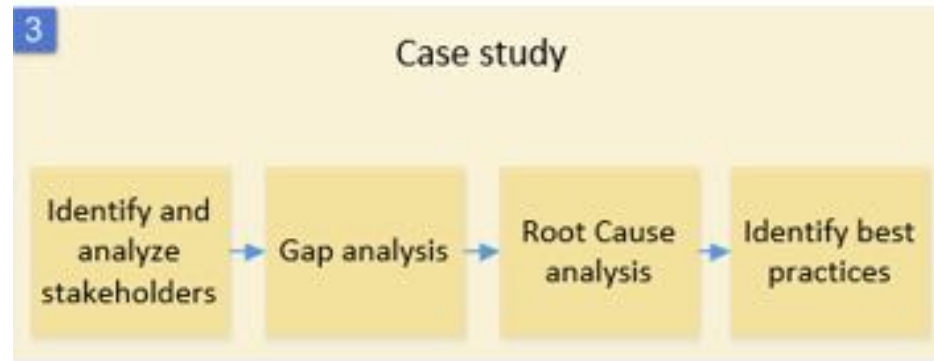 3
Case study
Identify and
analyze
stakeholders
Gap analysis
Root Cause
analysis
Identify best
practices